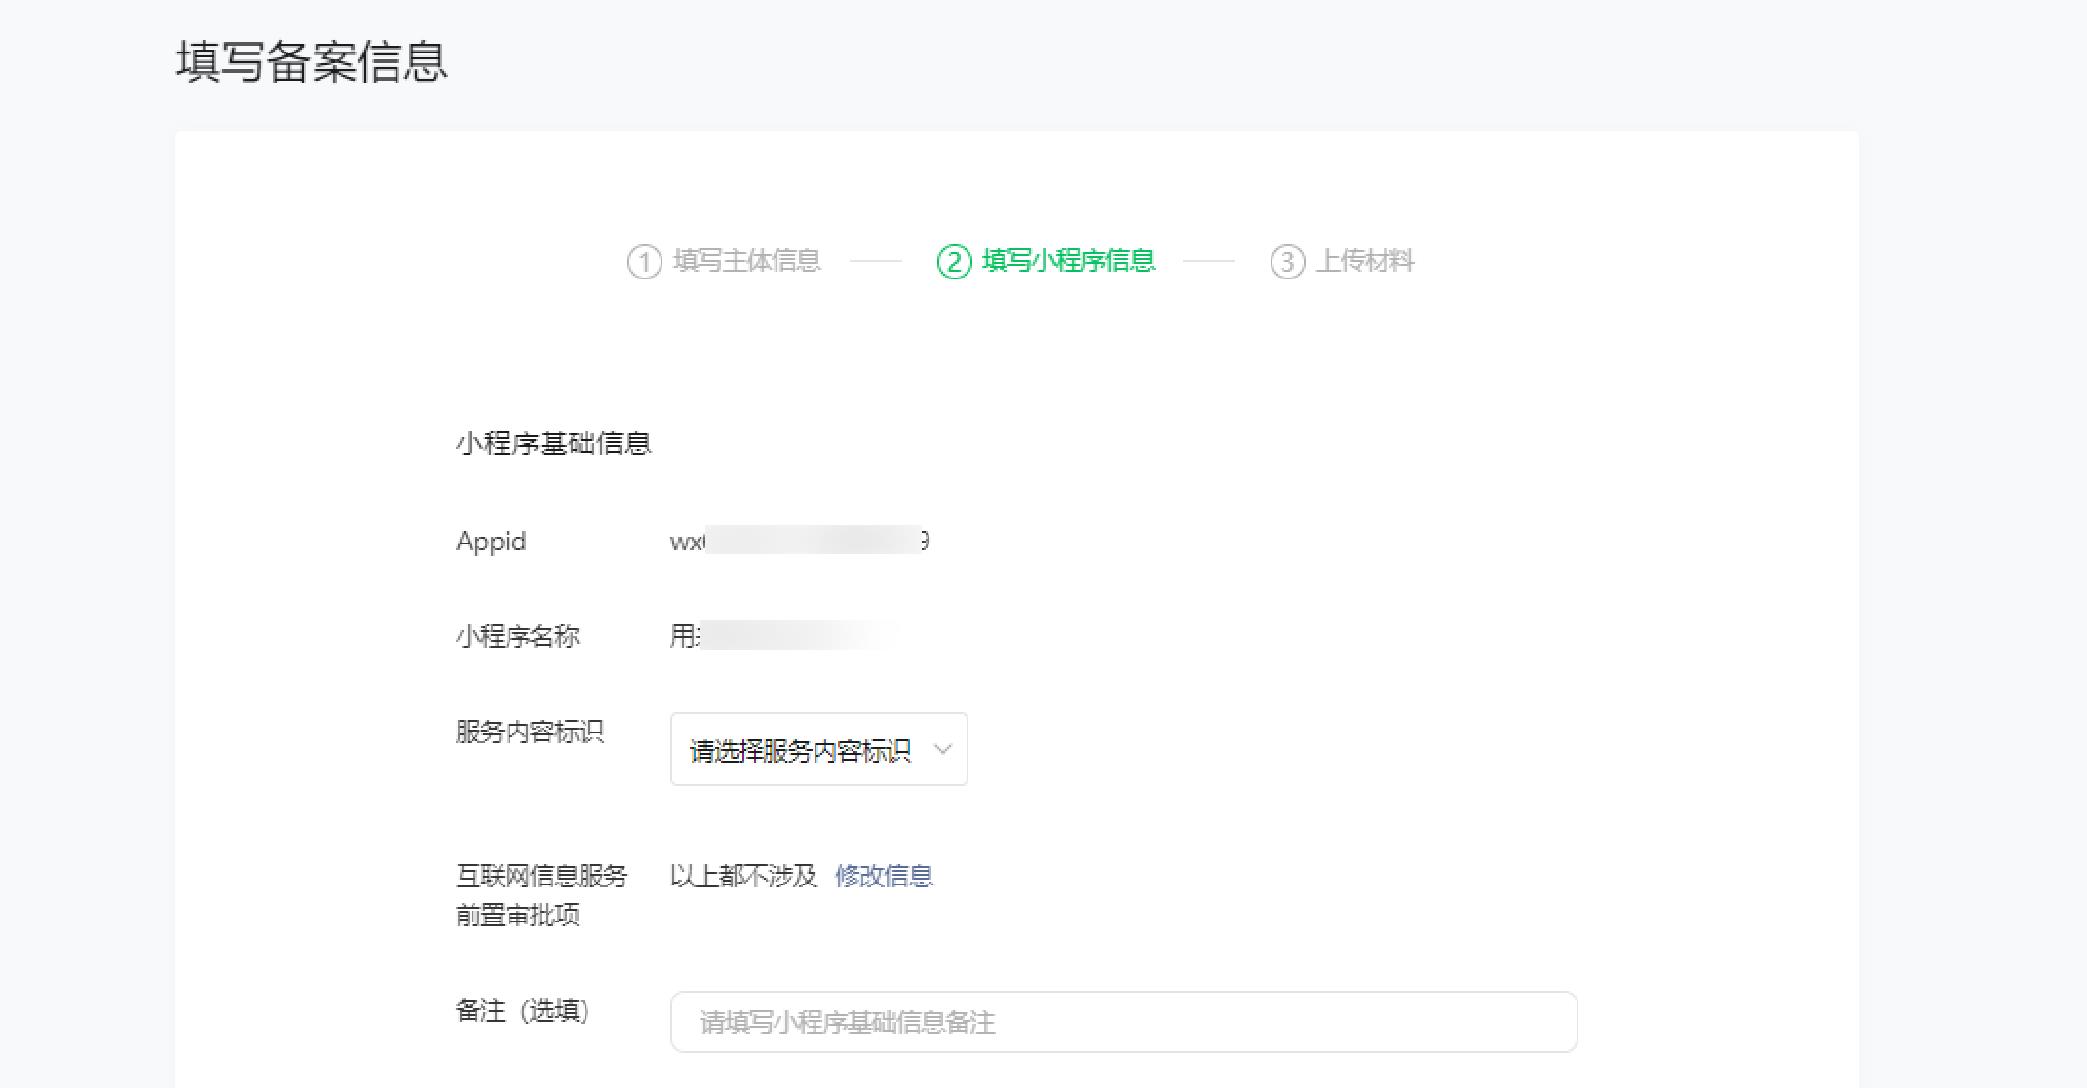 填写备案信息
1 填写主体信息 2 填写小程序信息 3 上传材料
小程序基础信息
Appid wx 9
小程序名称 用
服务内容标识 请选择服务内容标识
互联网信息服务前置审批项 以上都不涉及 修改信息
备注（选填） 请填写小程序基础信息备注